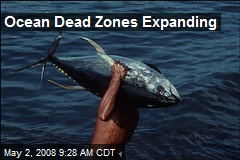 Ocean Dead Zones Expanding
May 2, 2008 9:28 AM CDT